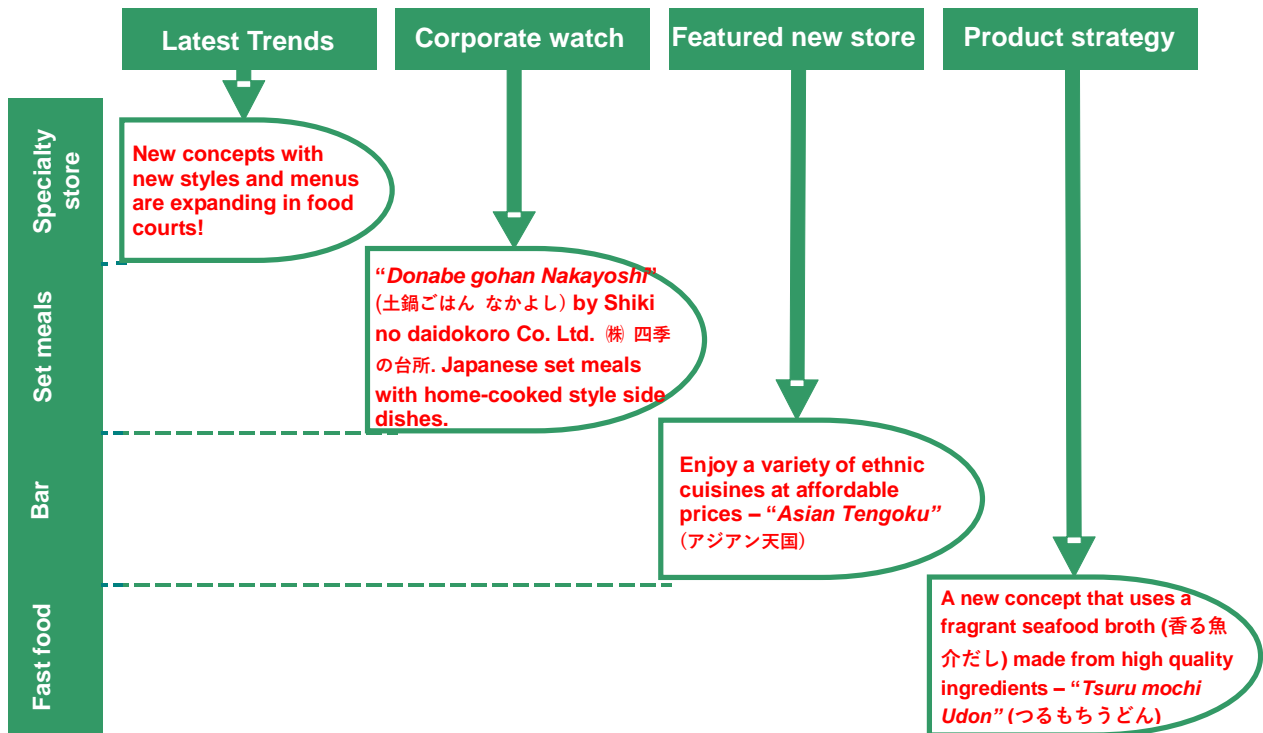 Latest Trends
Corporate watch
Featured new store
Product strategy
Specialty
store
New concepts with
new styles and menus
are expanding in food
courts!
Set meals
“Donabe gohan Nakayoshi”
(土鍋ごはん なかよし) by Shiki
no daidokoro Co. Ltd. ㈱ 四季
の台所. Japanese set meals
with home-cooked style side
dishes.
Bar
Enjoy a variety of ethnic
cuisines at affordable
prices – “Asian Tengoku”
(アジアン天国)
Fast food
A new concept that uses a
fragrant seafood broth (香る魚
介だし) made from high quality
ingredients – “Tsuru mochi
Udon” (つるもちうどん)